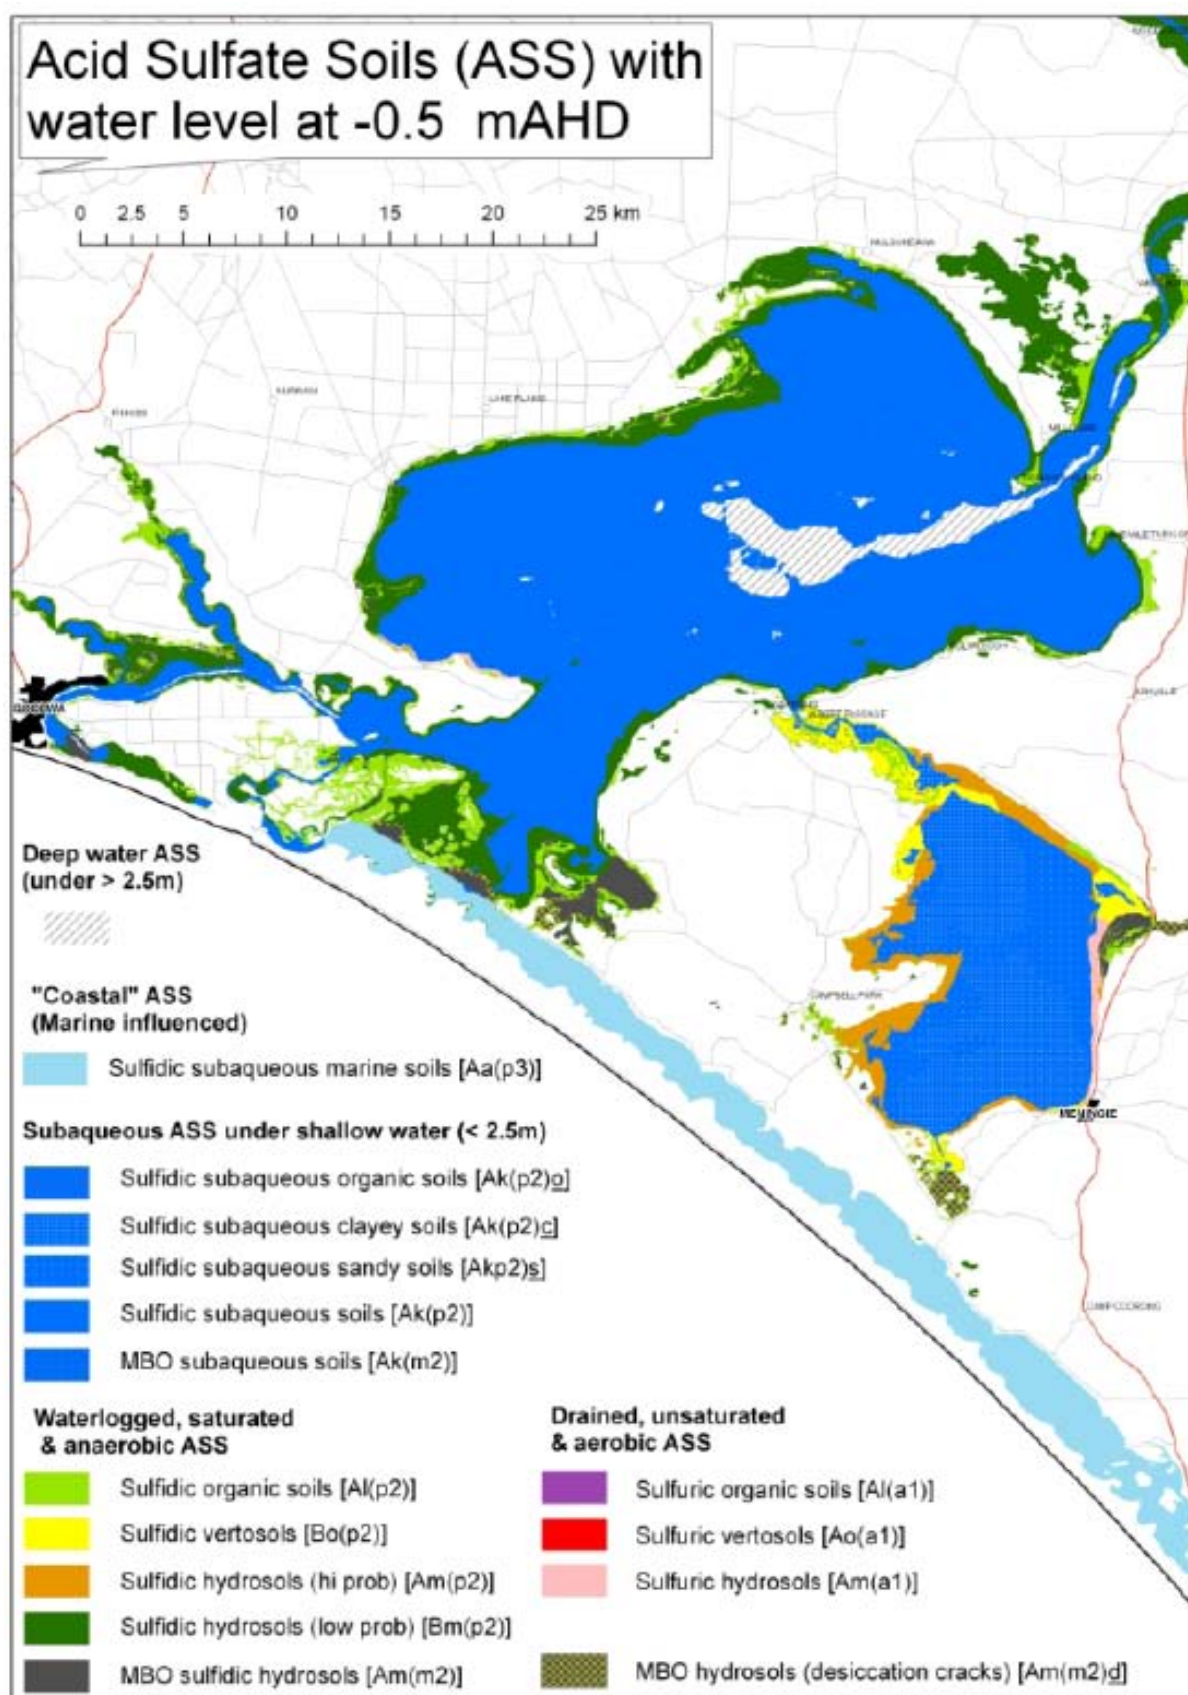 Acid Sulfate Soils (ASS) with
water level at -0.5 mAHD
0 2.5 5 10 15 20 25 km
MENINGIE
CAMPBELL PARK
Deep water ASS
(under > 2.5m)
"Coastal" ASS
(Marine influenced)
Sulfidic subaqueous marine soils [Aa(p3)]
Subaqueous ASS under shallow water (< 2.5m)
Sulfidic subaqueous organic soils [Ak(p2)o]
Sulfidic subaqueous clayey soils [Ak(p2)c]
Sulfidic subaqueous sandy soils [Akp2)s]
Sulfidic subaqueous soils [Ak(p2)]
MBO subaqueous soils [Ak(m2)]
Waterlogged, saturated
& anaerobic ASS
Sulfidic organic soils [Al(p2)]
Sulfidic vertosols [Bo(p2)]
Sulfidic hydrosols (hi prob) [Am(p2)]
Sulfidic hydrosols (low prob) [Bm(p2)]
MBO sulfidic hydrosols [Am(m2)]
Drained, unsaturated
& aerobic ASS
Sulfuric organic soils [Al(a1)]
Sulfuric vertosols [Ao(a1)]
Sulfuric hydrosols [Am(a1)]
MBO hydrosols (desiccation cracks) [Am(m2)d]